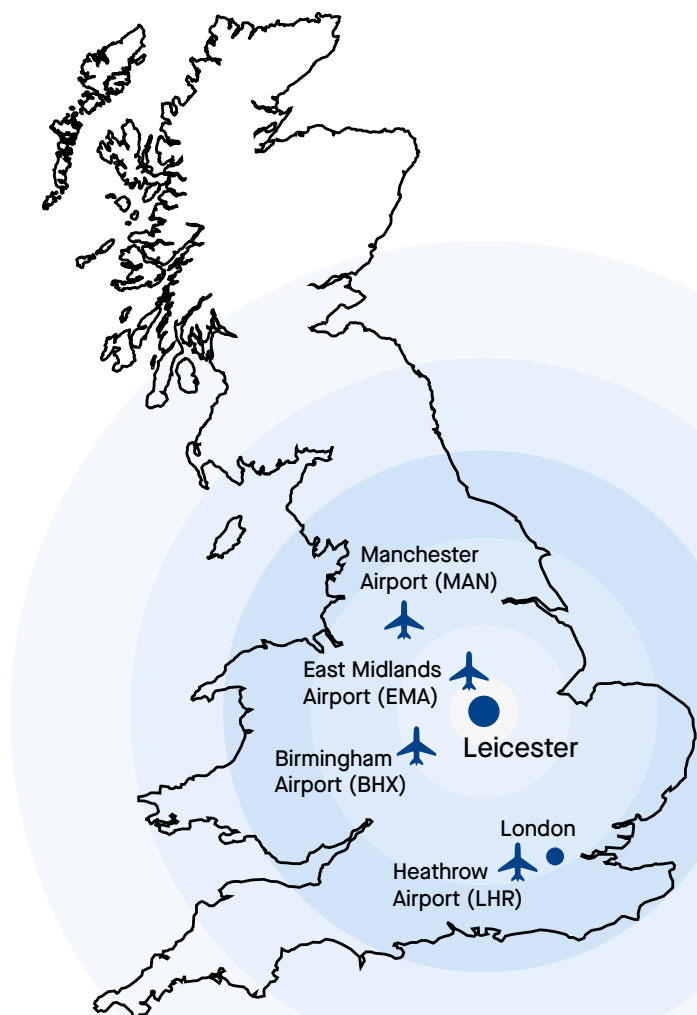 Manchester
Airport (MAN)
East Midlands
Airport (EMA)
Leicester
Birmingham
Airport (BHX)
London
Heathrow
Airport (LHR)